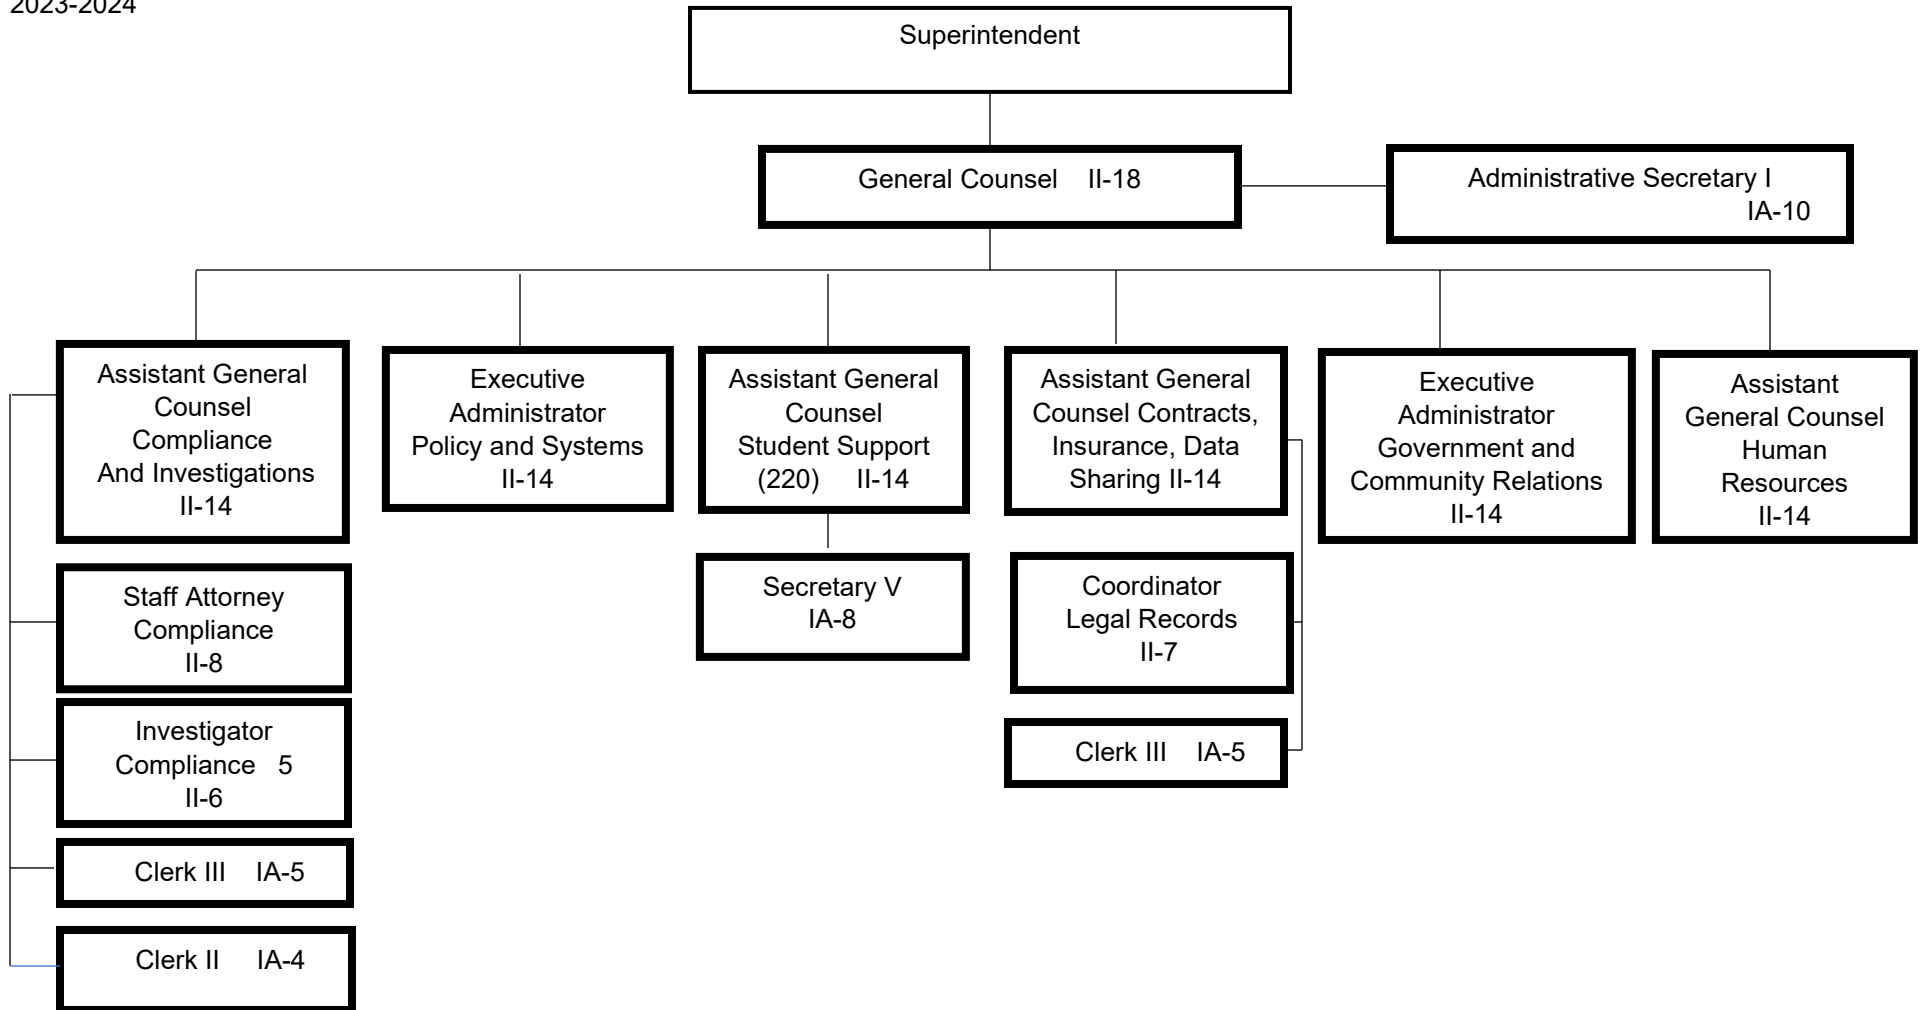 2023-2024
Superintendent
General Counsel II-18
Administrative Secretary I
IA-10
Assistant General
Counsel
Compliance
And Investigations
II-14
Executive
Administrator
Policy and Systems
II-14
Assistant General
Counsel
Student Support
(220) II-14
Assistant General
Counsel Contracts,
Insurance, Data
Sharing II-14
Executive
Administrator
Government and
Community Relations
II-14
Assistant
General Counsel
Human
Resources
II-14
Staff Attorney
Compliance
II-8
Investigator
Compliance 5
II-6
Clerk III IA-5
Clerk II IA-4
Secretary V
IA-8
Coordinator
Legal Records
II-7
Clerk III IA-5